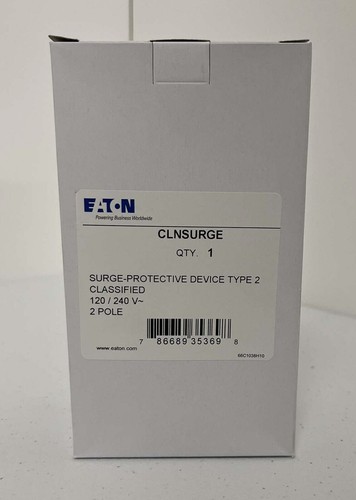 EATON
Powering Business Worldwide
CLNSURGE
QTY. 1
SURGE-PROTECTIVE DEVICE TYPE 2
CLASSIFIED
120 / 240 V~
2 POLE
7 86689 35369 8
www.eaton.com
66C1038H10